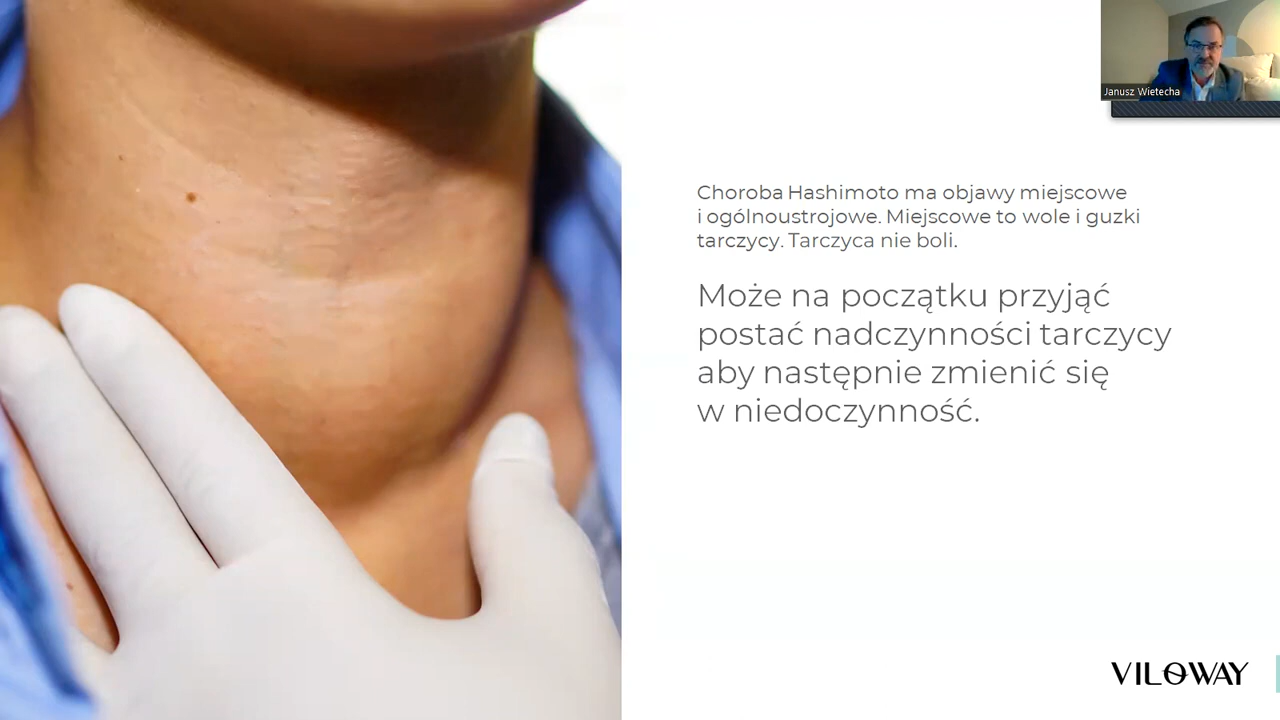 Janusz Wietecha
Choroba Hashimoto ma objawy miejscowe
i ogólnoustrojowe. Miejscowe to wole i guzki
tarczycy. Tarczyca nie boli.
Może na początku przyjąć
postać nadczynności tarczycy
aby następnie zmienić się
w niedoczynność.
VILOWAY